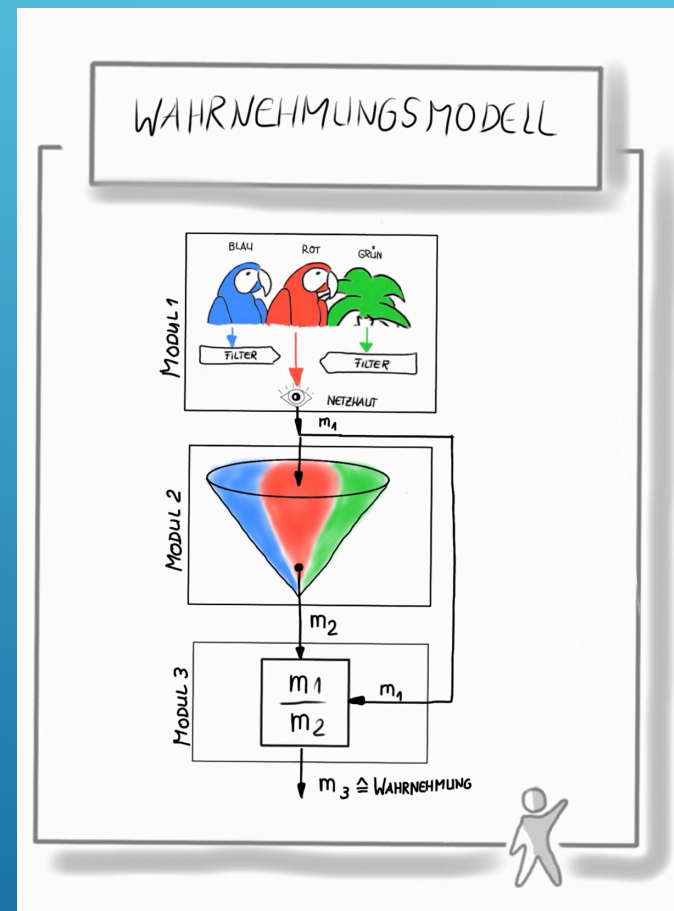 WAHRNEHMUNGSMODELL
BLAU ROT GRÜN
MODUL 1
FILTER FILTER
NETZHAUT
m₁
MODUL 2
m₂
MODUL 3
m1
m₂
m₁
m₃ ≙ WAHRNEHMUNG